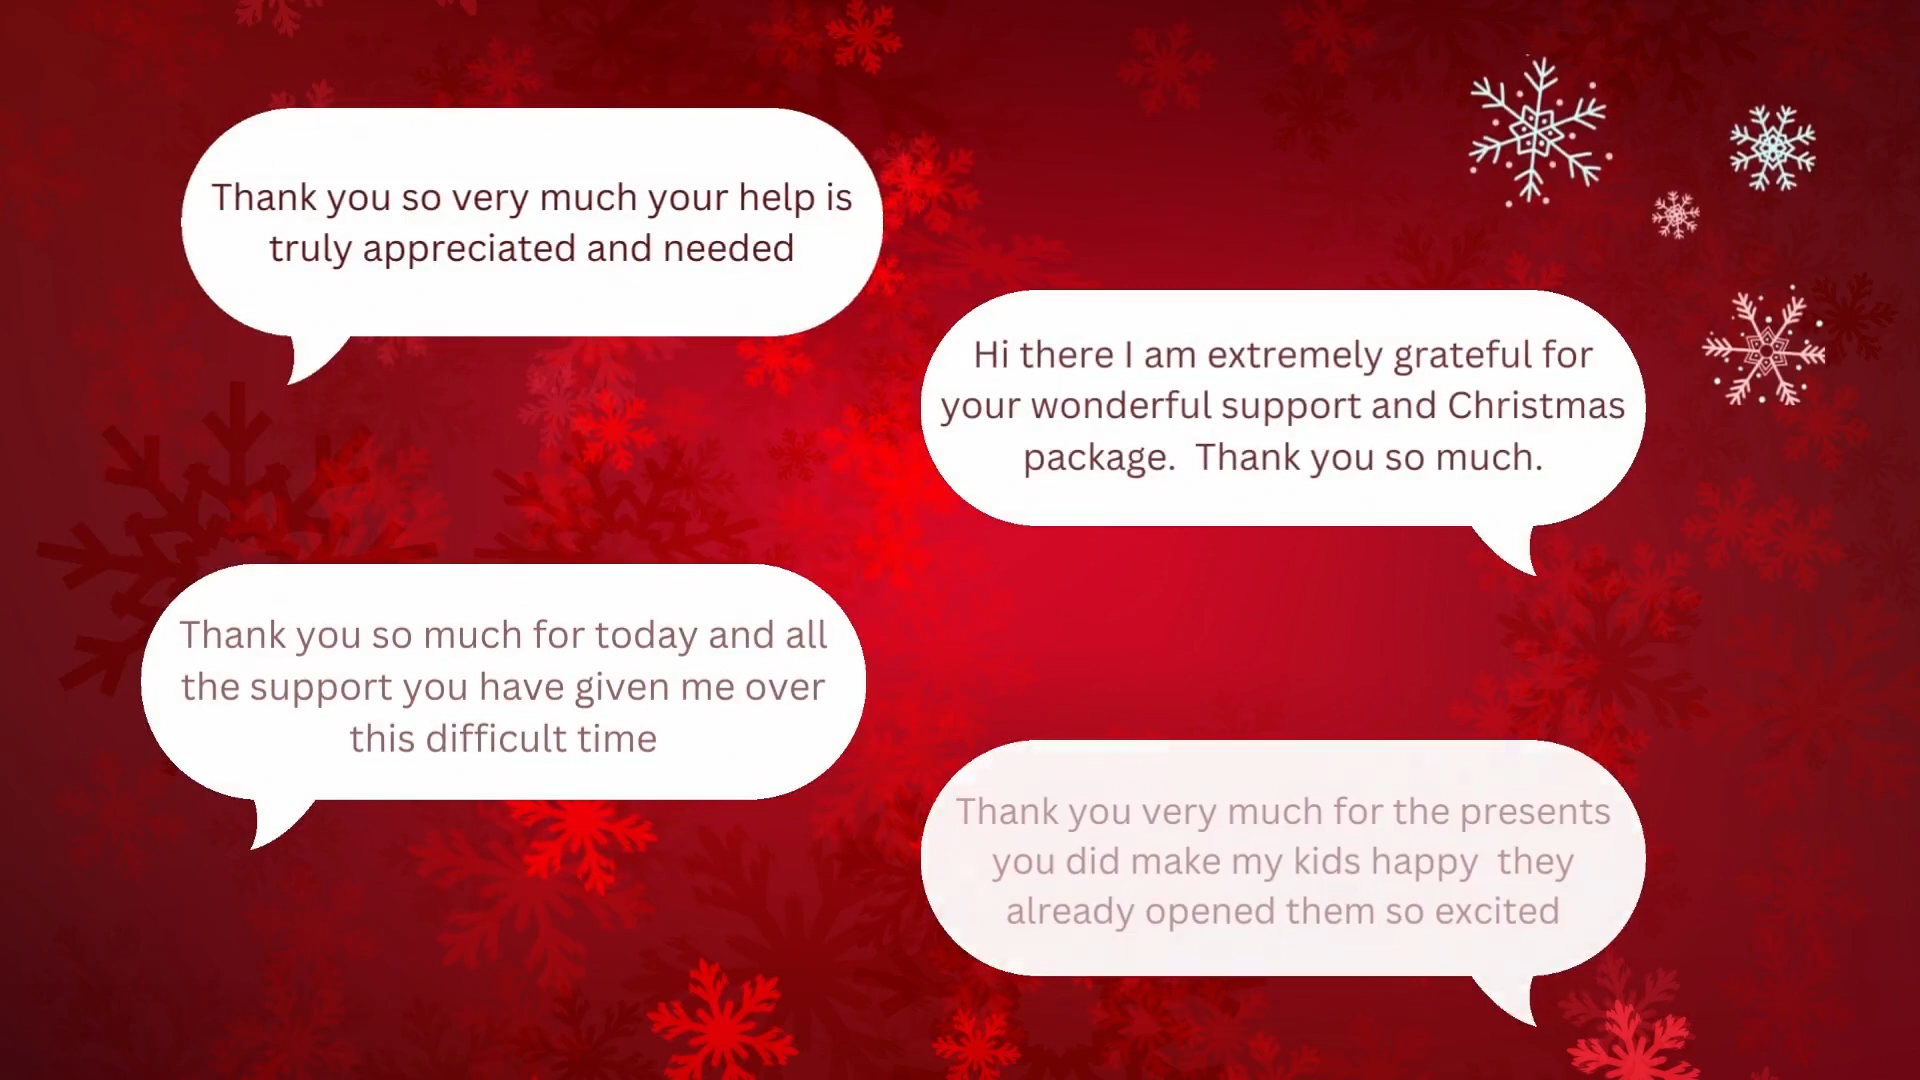 Thank you so very much your help is
truly appreciated and needed
Hi there I am extremely grateful for
your wonderful support and Christmas
package.  Thank you so much.
Thank you so much for today and all
the support you have given me over
this difficult time
Thank you very much for the presents
you did make my kids happy  they
already opened them so excited